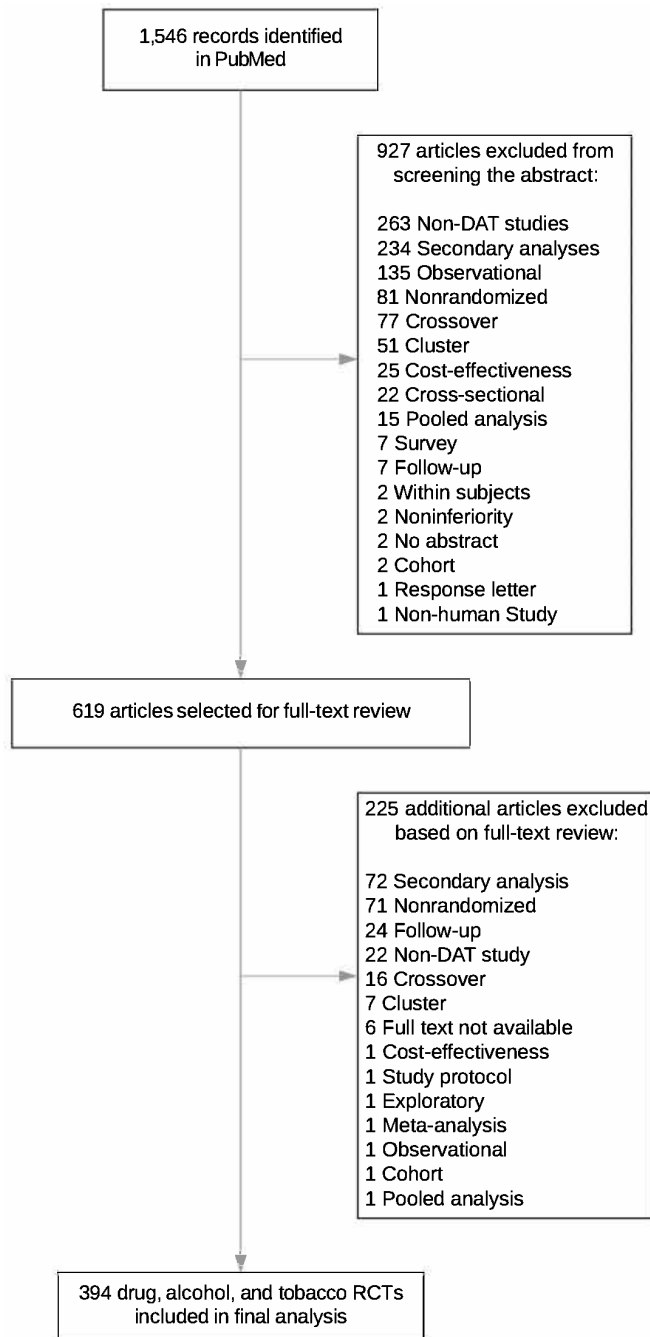 1,546 records identified
in PubMed
927 articles excluded from
screening the abstract:
263 Non-DAT studies
234 Secondary analyses
135 Observational
81 Nonrandomized
77 Crossover
51 Cluster
25 Cost-effectiveness
22 Cross-sectional
15 Pooled analysis
7 Survey
7 Follow-up
2 Within subjects
2 Noninferiority
2 No abstract
2 Cohort
1 Response letter
1 Non-human Study
619 articles selected for full-text review
225 additional articles excluded
based on full-text review:
72 Secondary analysis
71 Nonrandomized
24 Follow-up
22 Non-DAT study
16 Crossover
7 Cluster
6 Full text not available
1 Cost-effectiveness
1 Study protocol
1 Exploratory
1 Meta-analysis
1 Observational
1 Cohort
1 Pooled analysis
394 drug, alcohol, and tobacco RCTs
included in final analysis